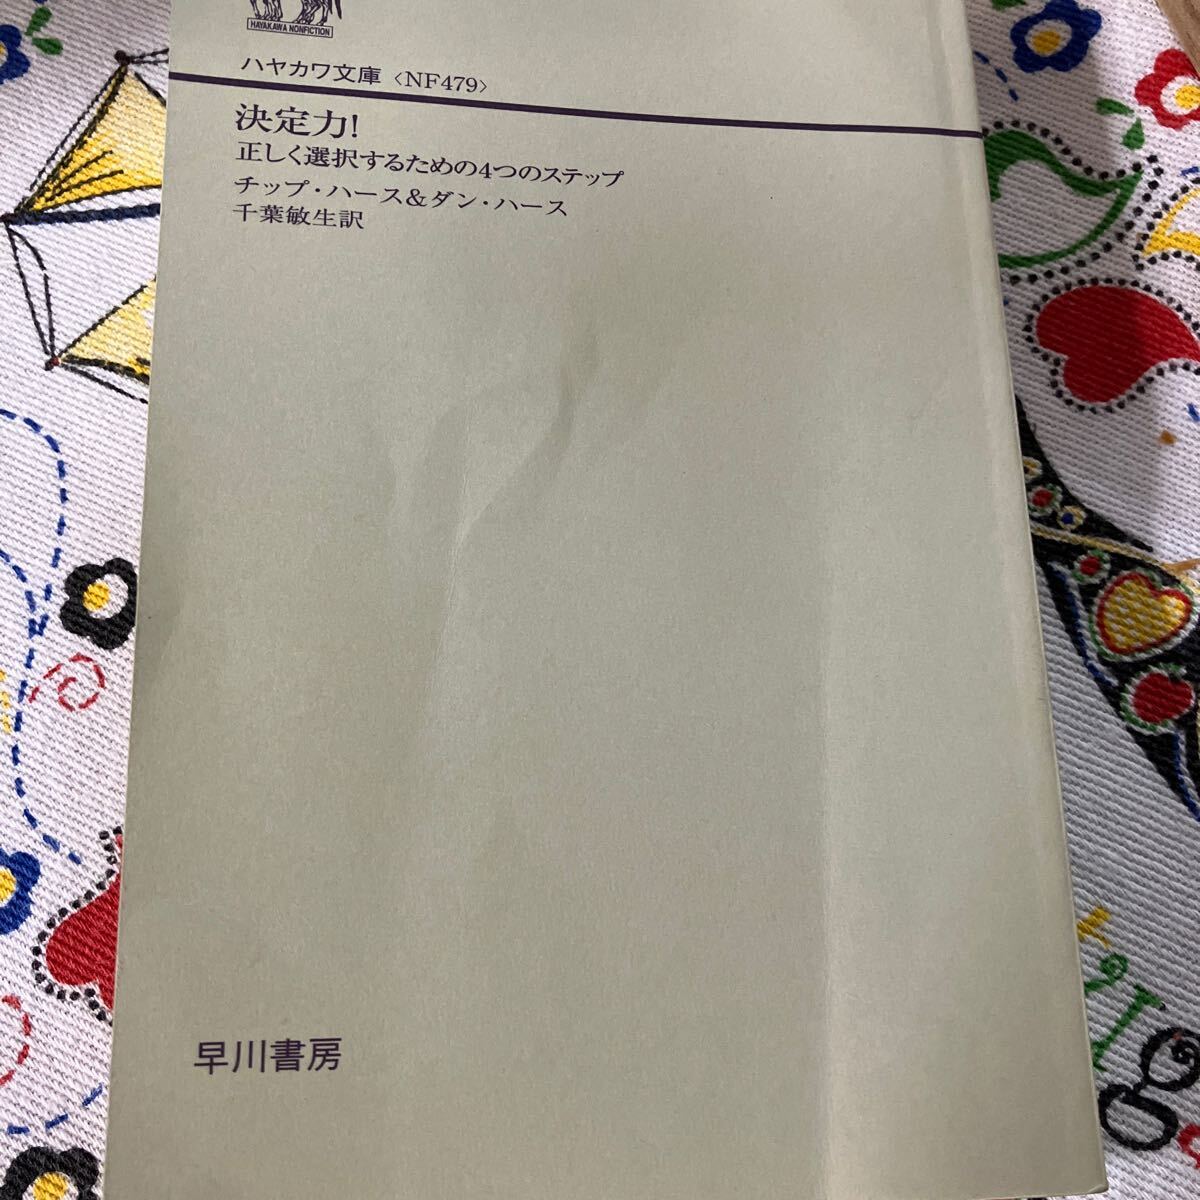 HAYAKAWA NONFICTION
ハヤカワ文庫〈NF479〉
決定力!
正しく選択するための4つのステップ
チップ・ハース&ダン・ハース
千葉敏生訳
早川書房